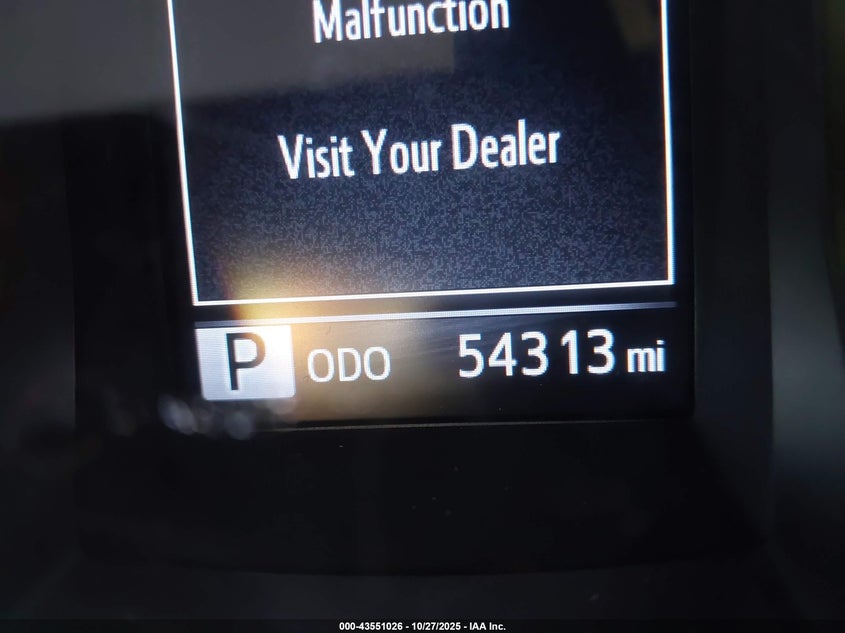 Malfunction
Visit Your Dealer
P ODO 54313 mi
000-43551026 - 10/27/2025 - IAA Inc.